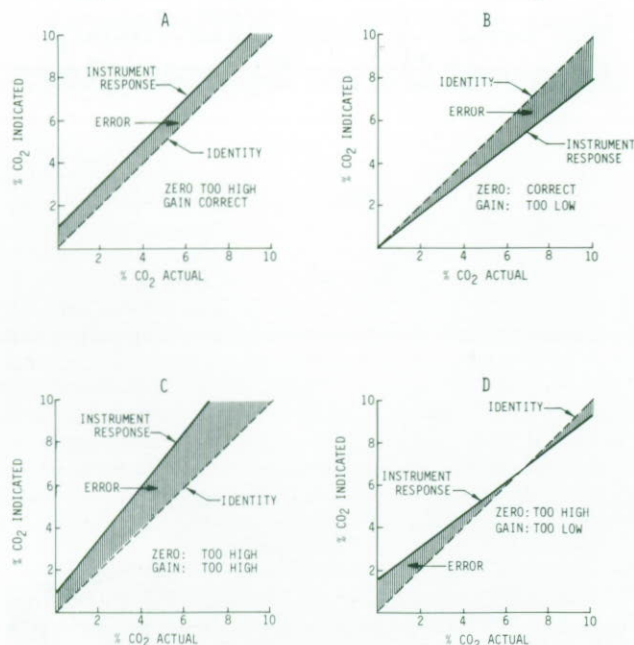 A
10
8
6
4
2
% CO2 INDICATED
INSTRUMENT
RESPONSE
ERROR
IDENTITY
ZERO TOO HIGH
GAIN CORRECT
2 4 6 8 10
% CO2 ACTUAL
B
10
8
6
4
2
0
% CO2 INDICATED
IDENTITY
ERROR
INSTRUMENT
RESPONSE
ZERO: CORRECT
GAIN: TOO LOW
2 4 6 8 10
% CO2 ACTUAL
C
10
8
6
4
2
% CO2 INDICATED
INSTRUMENT
RESPONSE
ERROR
IDENTITY
ZERO: TOO HIGH
GAIN: TOO HIGH
2 4 6 8 10
% CO2 ACTUAL
D
10
8
6
4
2
% CO2 INDICATED
IDENTITY
INSTRUMENT
RESPONSE
ZERO: TOO HIGH
GAIN: TOO LOW
ERROR
2 4 6 8 10
% CO2 ACTUAL